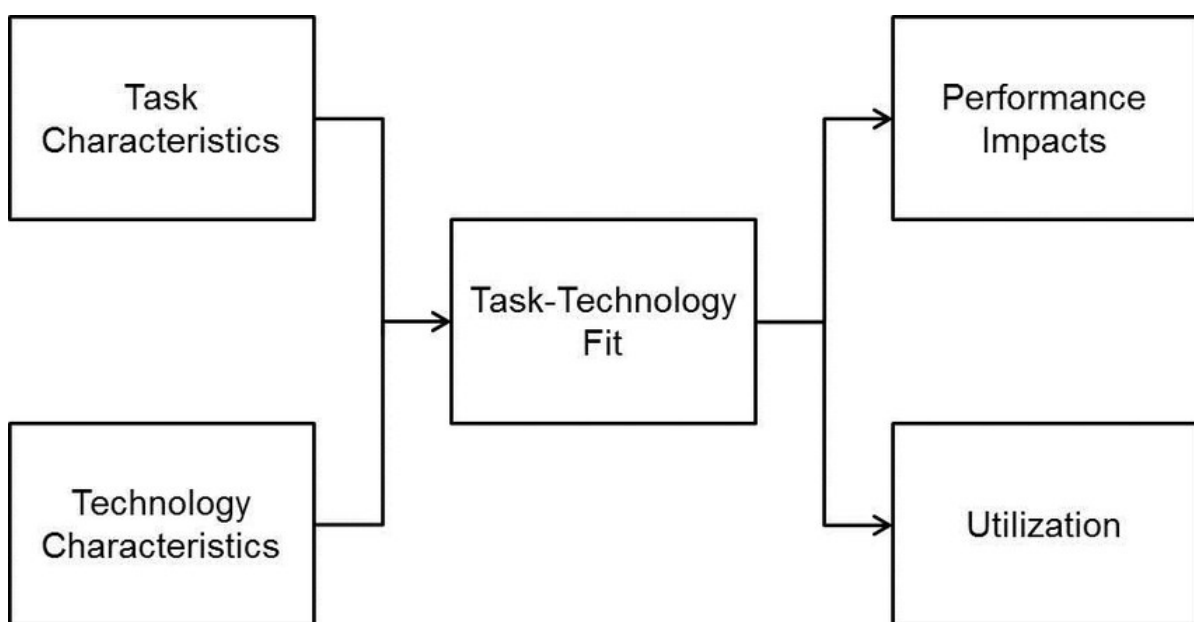 Task
Characteristics
Performance
Impacts
Task-Technology
Fit
Technology
Characteristics
Utilization